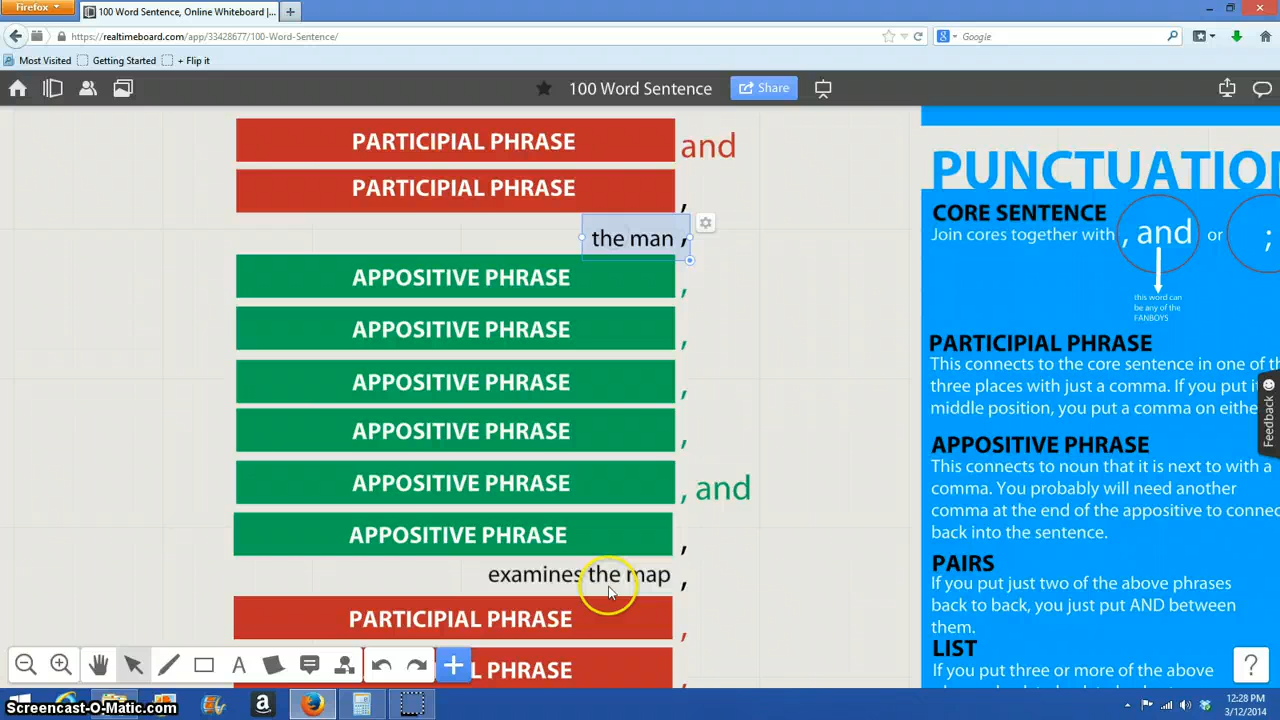 Firefox
100 Word Sentence, Online Whiteboard |...
https://realtimeboard.com/app/33428677/100-Word-Sentence/
Google
Most Visited
Getting Started
+ Flip it
100 Word Sentence
Share
PARTICIPIAL PHRASE and
PARTICIPIAL PHRASE ,
the man ,
APPOSITIVE PHRASE ,
APPOSITIVE PHRASE ,
APPOSITIVE PHRASE ,
APPOSITIVE PHRASE ,
APPOSITIVE PHRASE , and
APPOSITIVE PHRASE ,
examines the map ,
PARTICIPIAL PHRASE ,
L PHRASE ,
PUNCTUATION
CORE SENTENCE
Join cores together with , and or ;
this word can
be any of the
FANBOYS
PARTICIPIAL PHRASE
This connects to the core sentence in one of th
three places with just a comma. If you put it
middle position, you put a comma on eithe
APPOSITIVE PHRASE
This connects to noun that it is next to with a
comma. You probably will need another
comma at the end of the appositive to connec
back into the sentence.
PAIRS
If you put just two of the above phrases
back to back, you just put AND between
them.
LIST
If you put three or more of the above
Feedback
A
?
Screencast-O-Matic.com
12:28 PM
3/12/2014